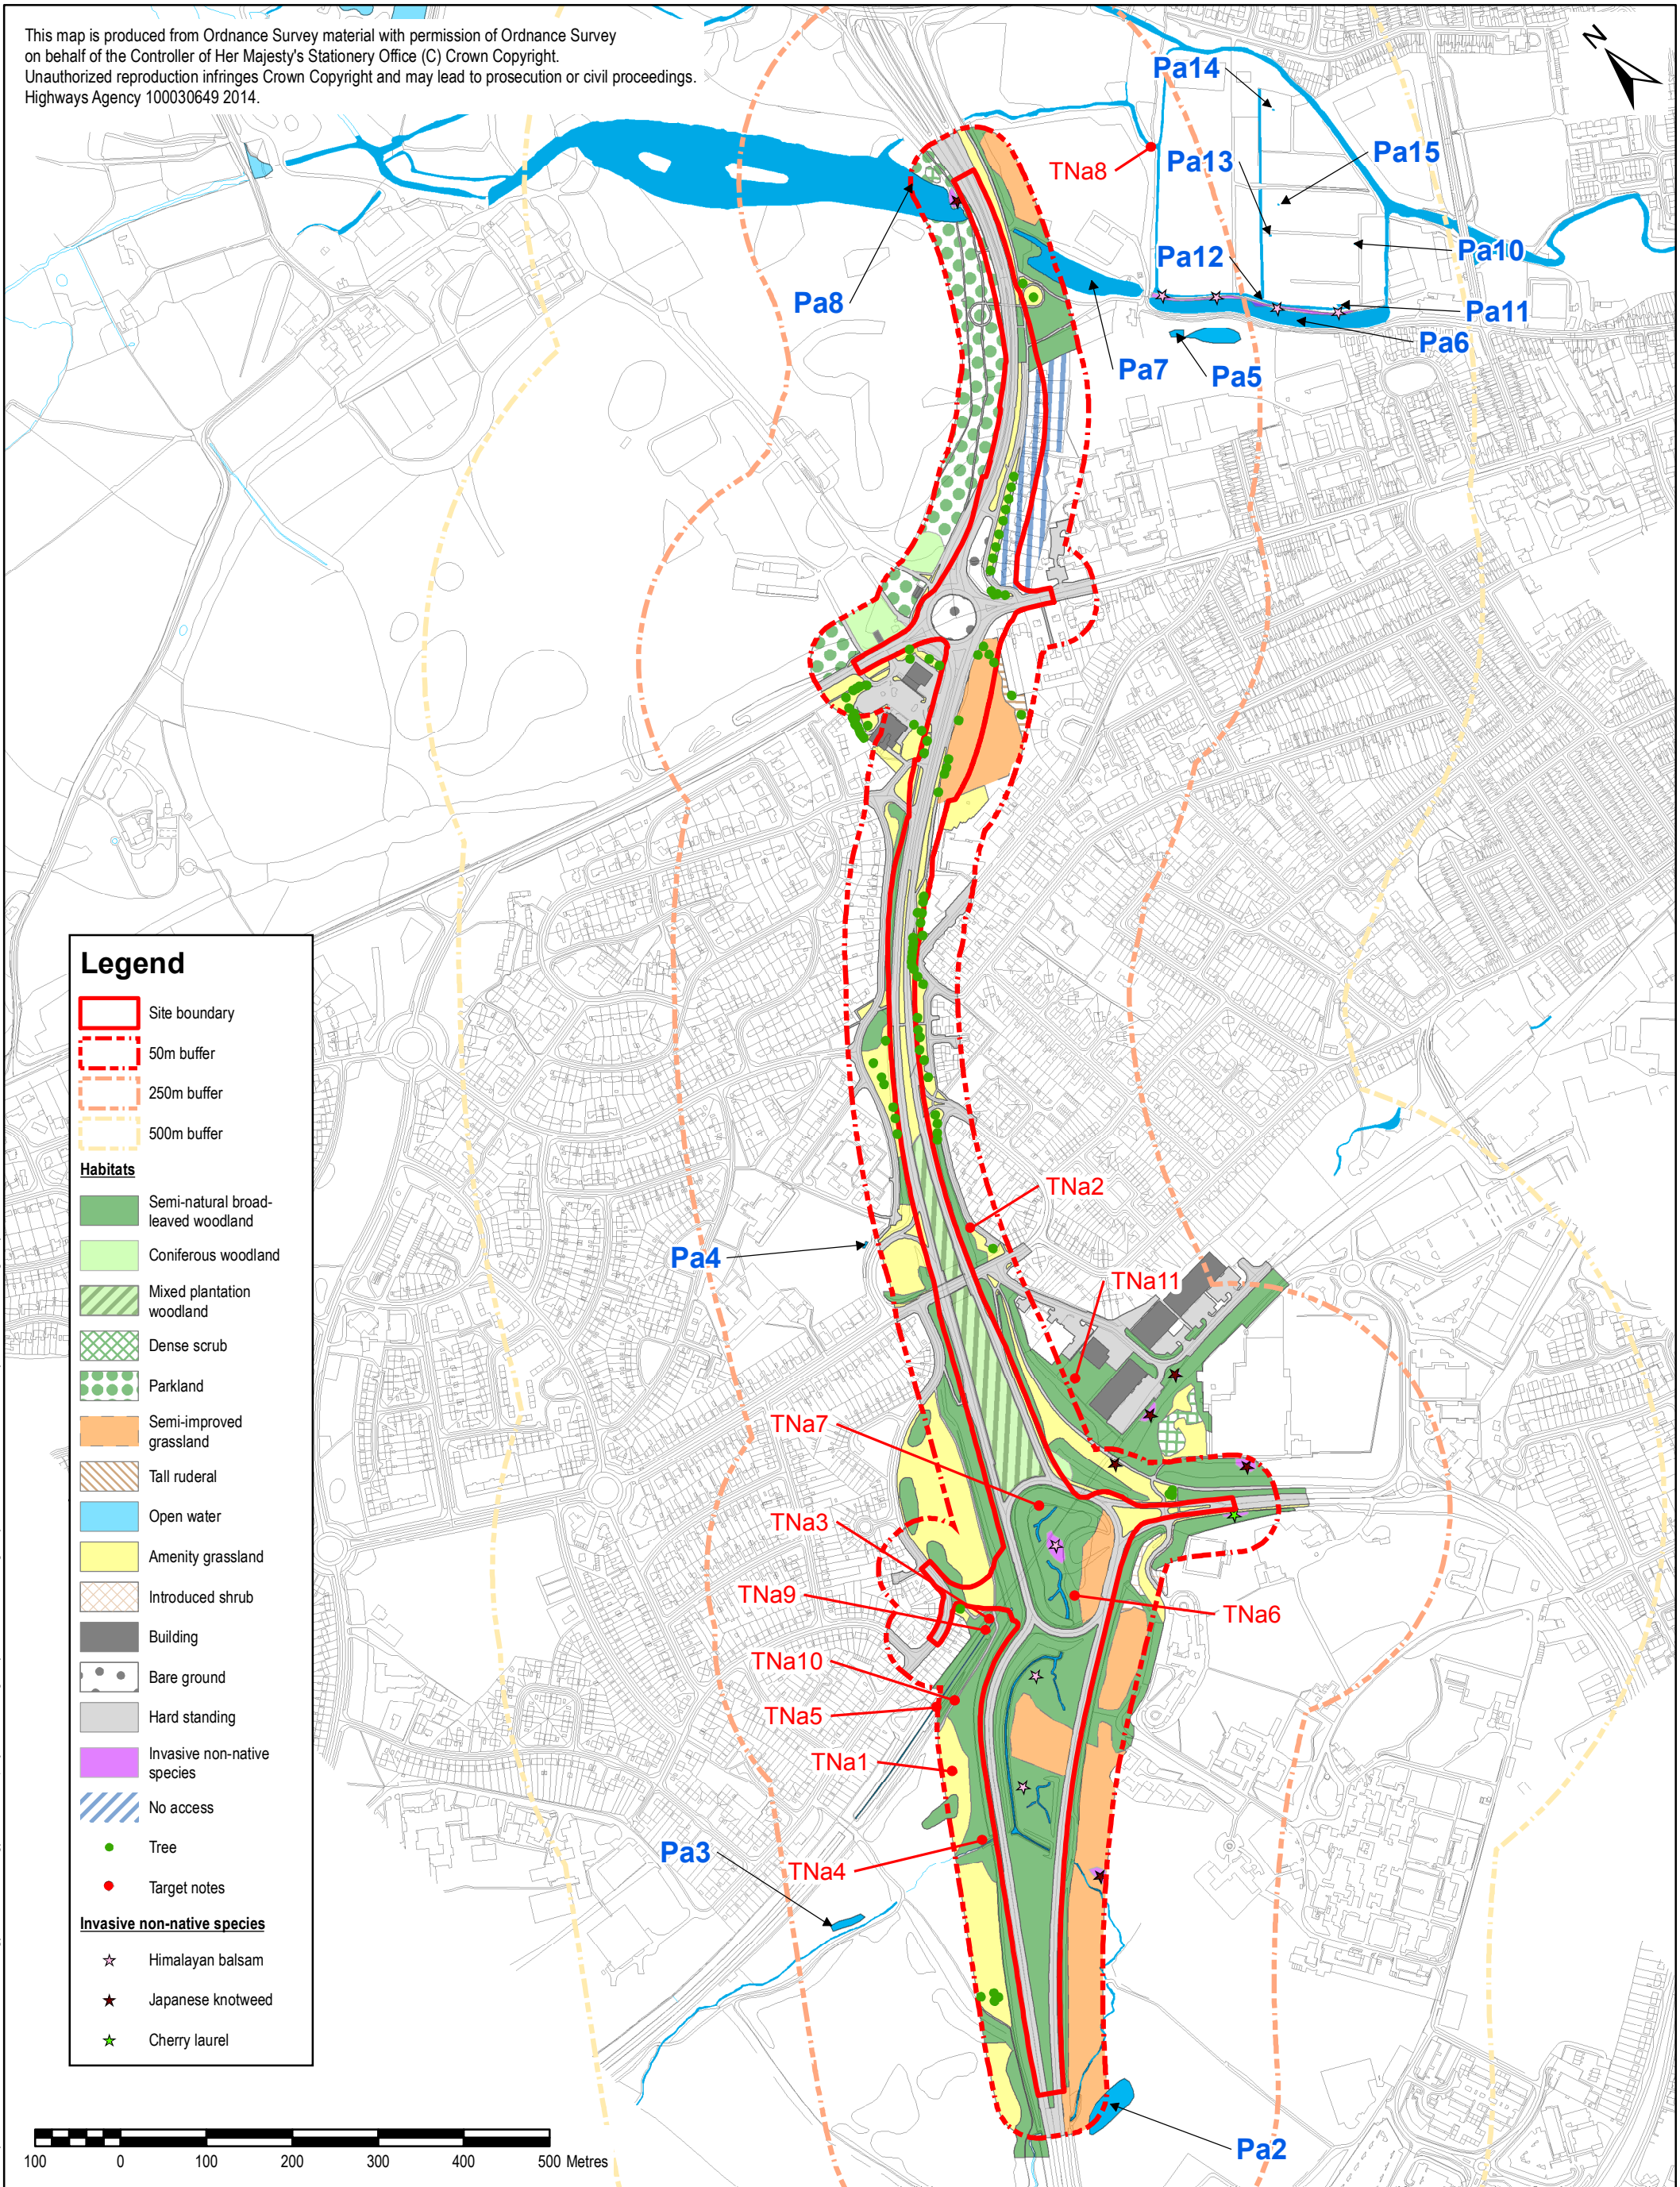 This map is produced from Ordnance Survey material with permission of Ordnance Survey
on behalf of the Controller of Her Majesty's Stationery Office (C) Crown Copyright.
Unauthorized reproduction infringes Crown Copyright and may lead to prosecution or civil proceedings.
Highways Agency 100030649 2014.
N
Pa14
TNa8
Pa13
Pa15
Pa10
Pa12
Pa8
Pa11
Pa6
Pa7
Pa5
TNa2
Pa4
TNa11
TNa7
TNa3
TNa9
TNa6
TNa10
TNa5
TNa1
Pa3
TNa4
Pa2
Legend
Site boundary
50m buffer
250m buffer
500m buffer
Habitats
Semi-natural broad-
leaved woodland
Coniferous woodland
Mixed plantation
woodland
Dense scrub
Parkland
Semi-improved
grassland
Tall ruderal
Open water
Amenity grassland
Introduced shrub
Building
Bare ground
Hard standing
Invasive non-native
species
No access
Tree
Target notes
Invasive non-native species
Himalayan balsam
Japanese knotweed
Cherry laurel
100 0 100 200 300 400 500 Metres